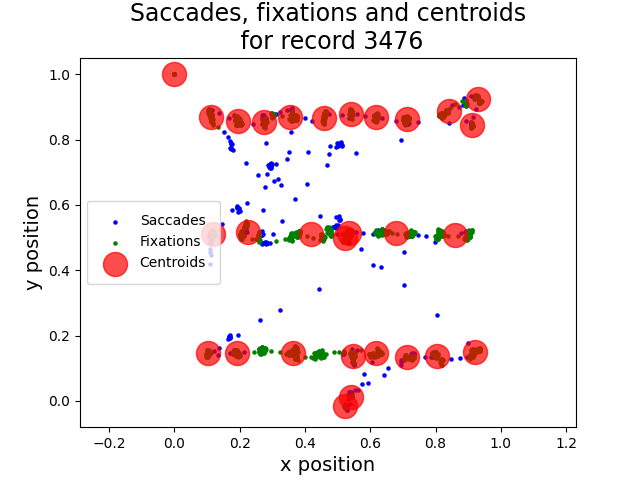 Saccades, fixations and centroids
for record 3476
1.0
0.8
0.6
0.4
0.2
0.0
y position
Saccades
Fixations
Centroids
−0.2
0.0
0.2
0.4
0.6
0.8
1.0
1.2
x position